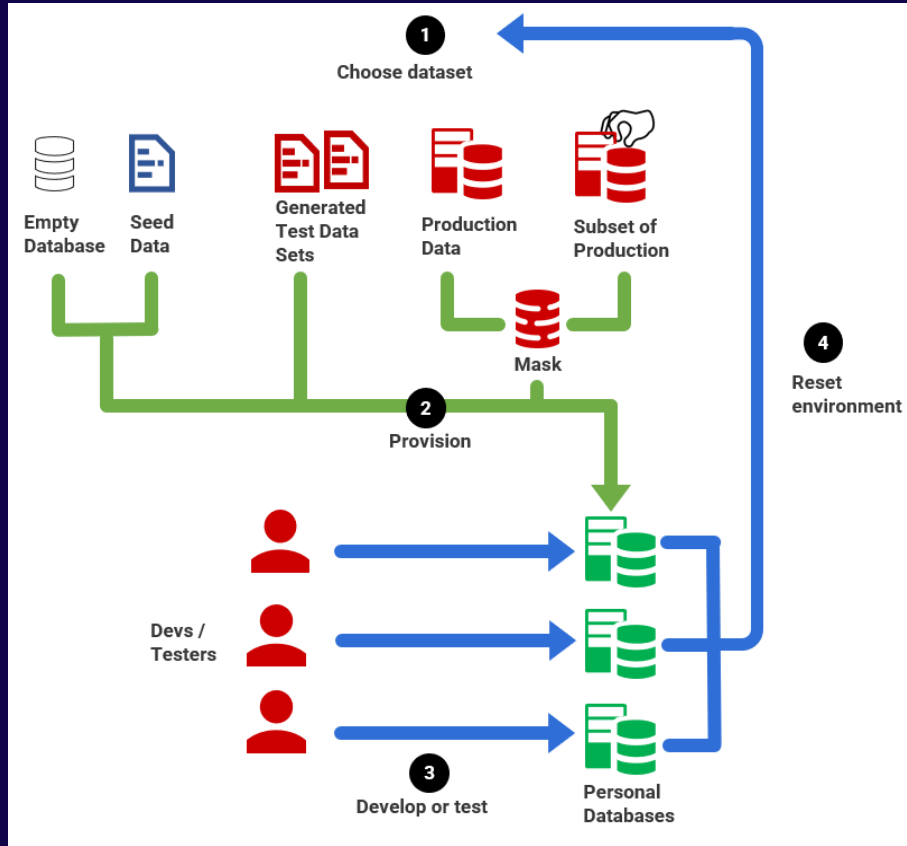 1
Choose dataset
Empty
Database
Seed
Data
Generated
Test Data
Sets
Production
Data
Subset of
Production
Mask
4
Reset
environment
2
Provision
Devs /
Testers
3
Develop or test
Personal
Databases